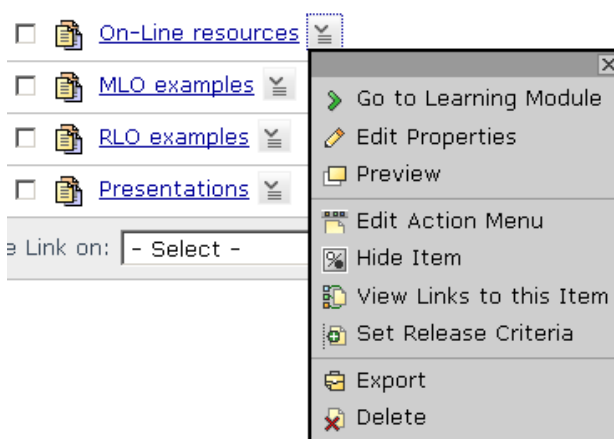 On-Line resources
MLO examples
RLO examples
Presentations
e Link on: - Select -
Go to Learning Module
Edit Properties
Preview
Edit Action Menu
Hide Item
View Links to this Item
Set Release Criteria
Export
Delete